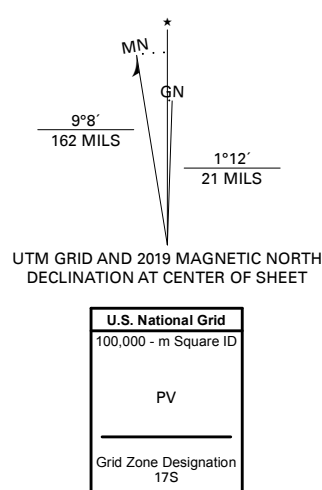 ★
MN
GN
9°8´
162 MILS
1°12´
21 MILS
UTM GRID AND 2019 MAGNETIC NORTH
DECLINATION AT CENTER OF SHEET
U.S. National Grid
100,000 - m Square ID
PV
Grid Zone Designation
17S